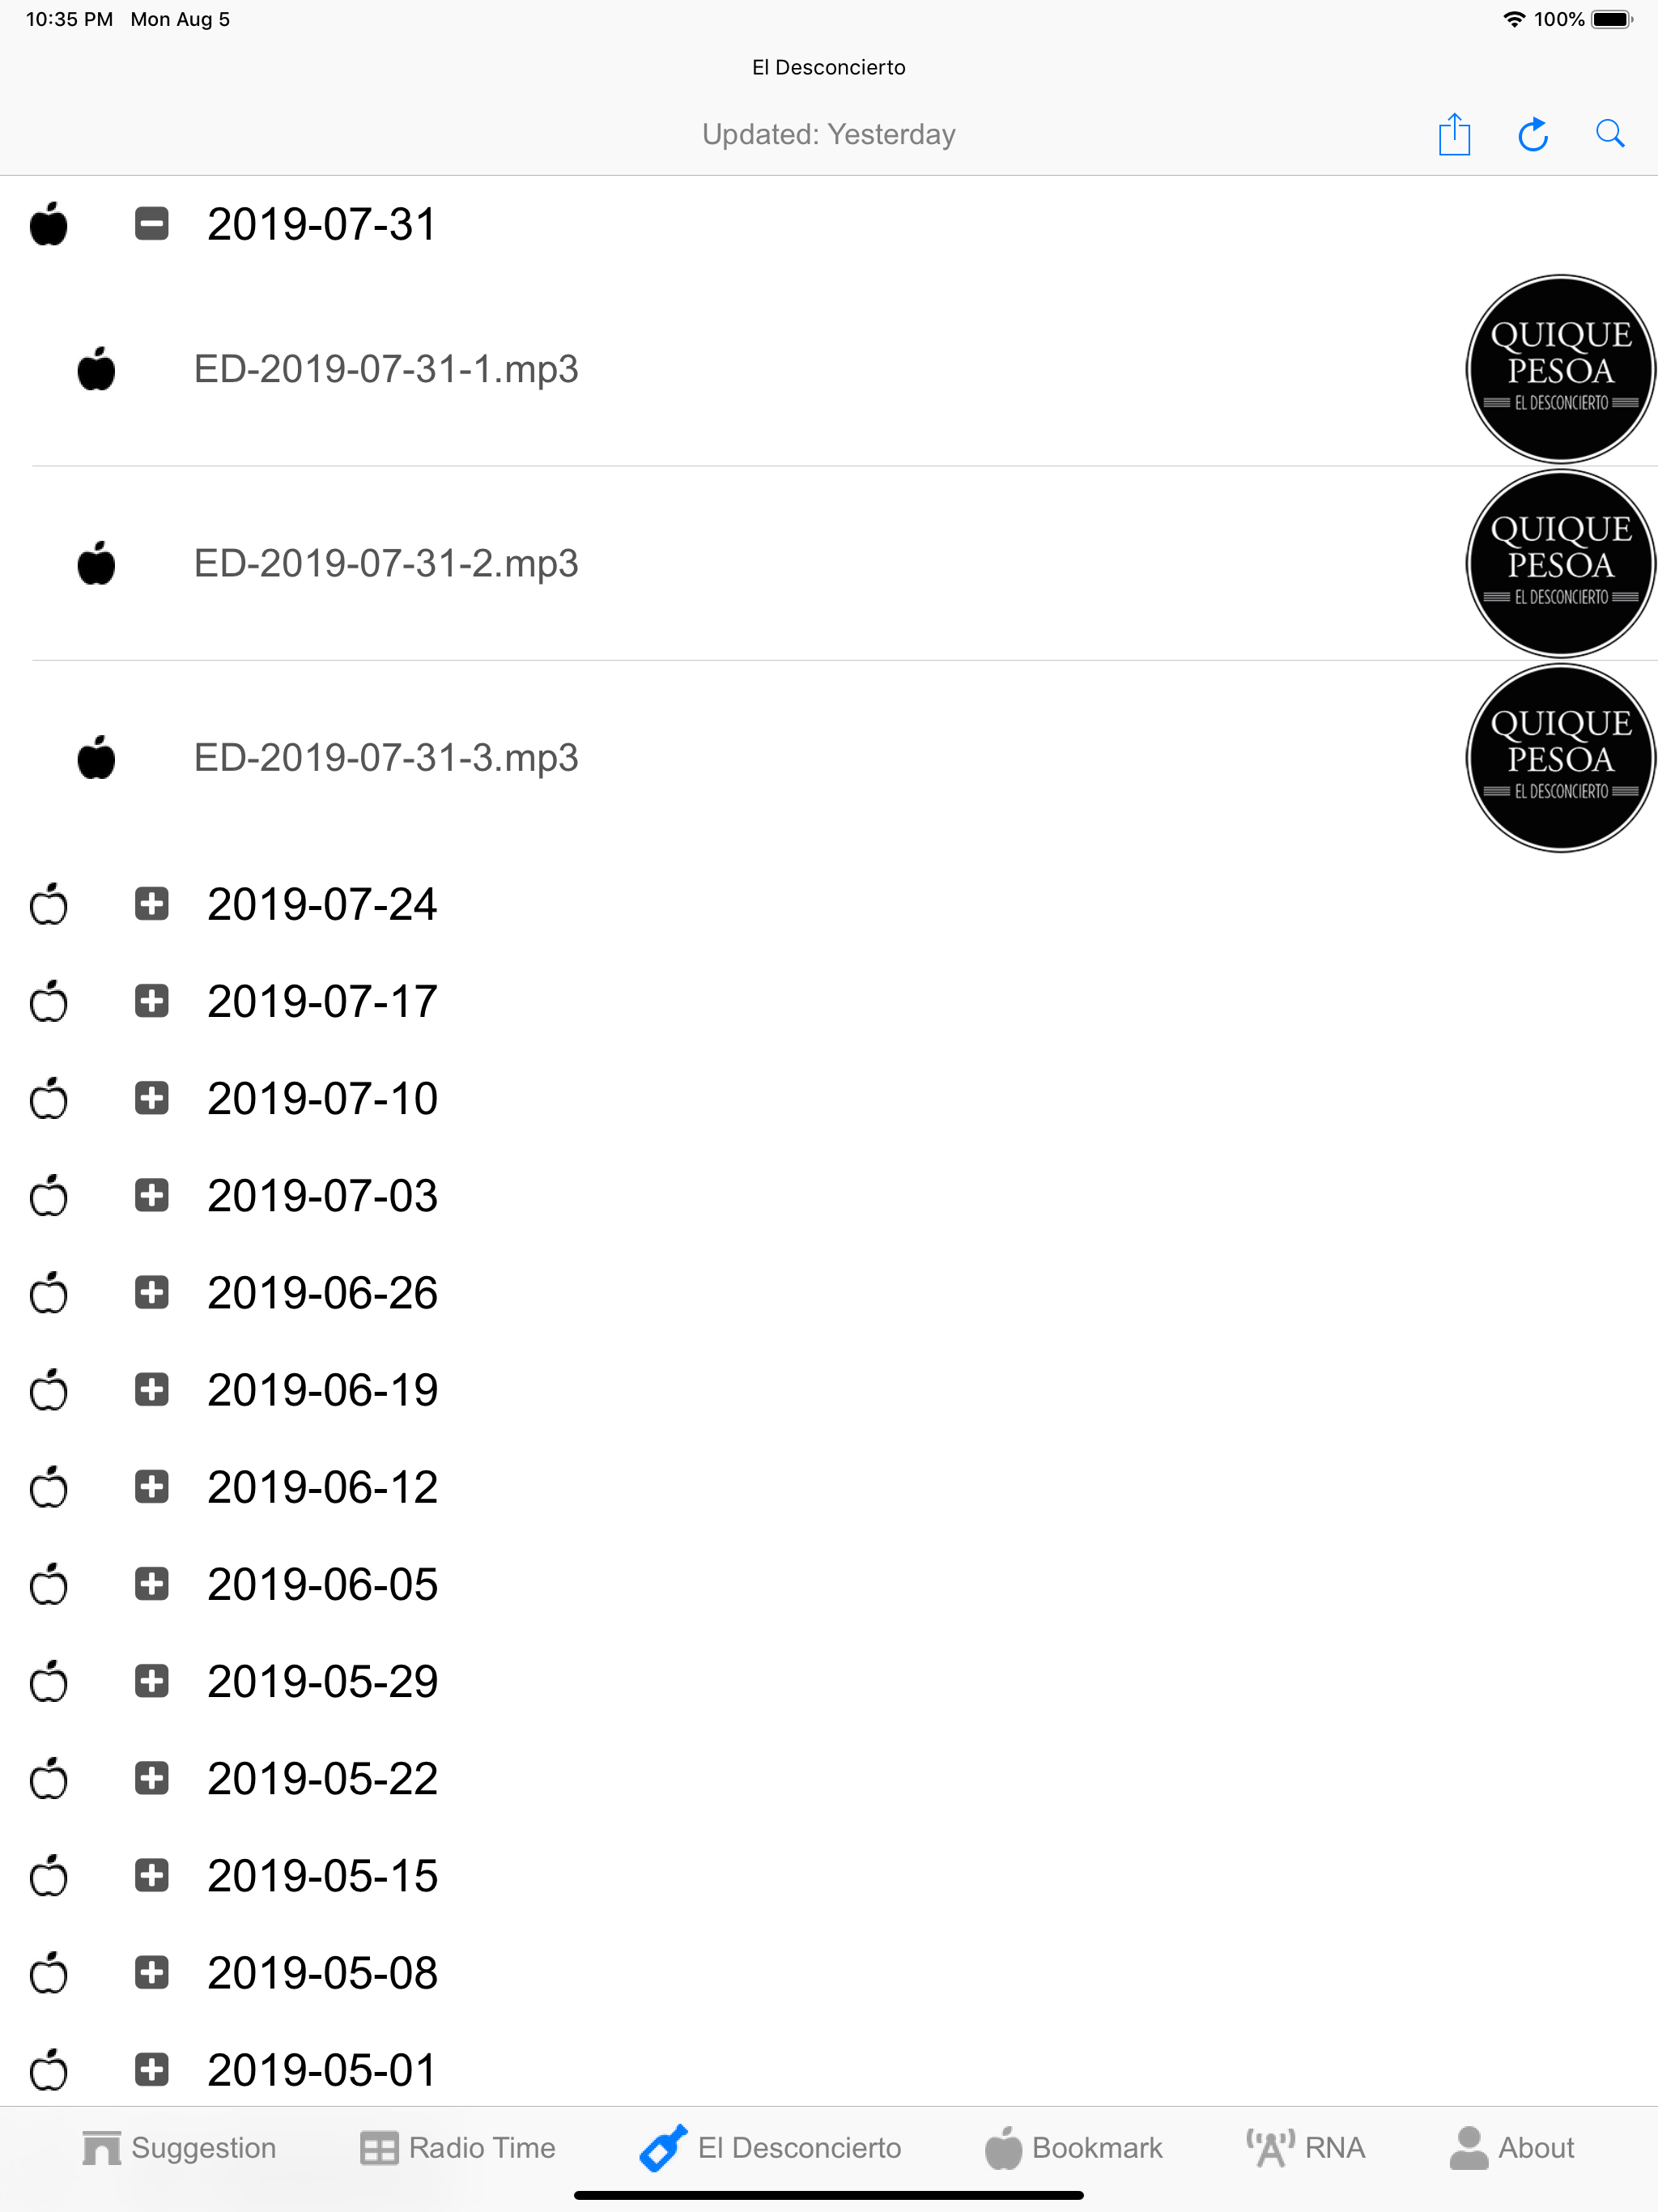 10:35 PM Mon Aug 5 100%
El Desconcierto
Updated: Yesterday
2019-07-31
ED-2019-07-31-1.mp3
QUIQUE
PESOA
EL DESCONCIERTO
ED-2019-07-31-2.mp3
QUIQUE
PESOA
EL DESCONCIERTO
ED-2019-07-31-3.mp3
QUIQUE
PESOA
EL DESCONCIERTO
2019-07-24
2019-07-17
2019-07-10
2019-07-03
2019-06-26
2019-06-19
2019-06-12
2019-06-05
2019-05-29
2019-05-22
2019-05-15
2019-05-08
2019-05-01
Suggestion Radio Time El Desconcierto Bookmark RNA About